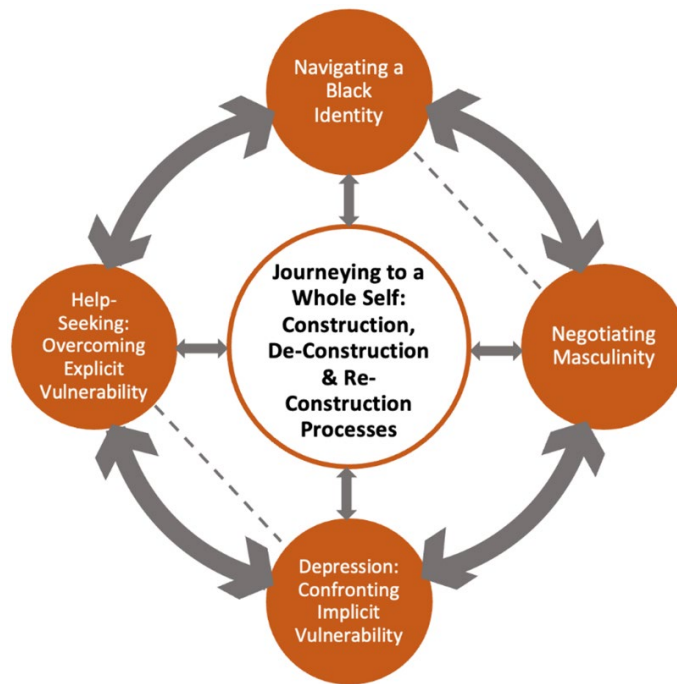 Navigating a
Black
Identity
Help-
Seeking:
Overcoming
Explicit
Vulnerability
Journeying to a
Whole Self:
Construction,
De-Construction
& Re-
Construction
Processes
Negotiating
Masculinity
Depression:
Confronting
Implicit
Vulnerability